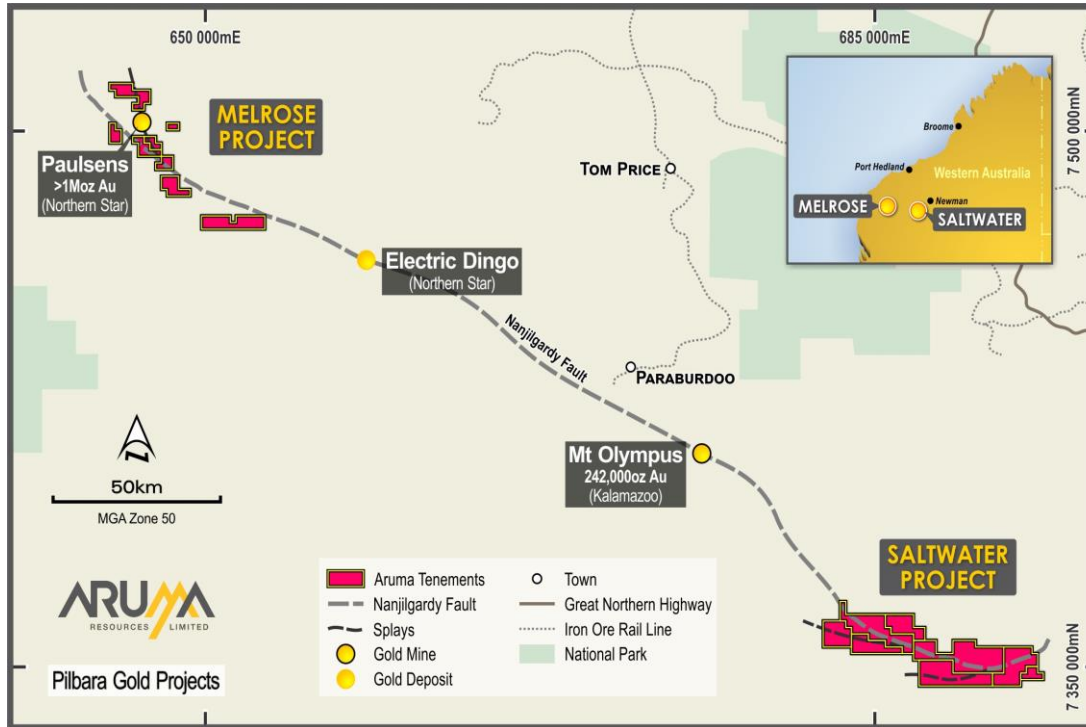 650 000mE
685 000mE
MELROSE
PROJECT
Paulsens
>1Moz Au
(Northern Star)
TOM PRICE
Broome
Port Hedland
Western Australia
MELROSE
Newman
SALTWATER
7 500 000mN
Electric Dingo
(Northern Star)
Nanjilgardy Fault
PARABURDOO
Mt Olympus
242,000oz Au
(Kalamazoo)
50km
MGA Zone 50
SALTWATER
PROJECT
ARUMA
RESOURCES LIMITED
Pilbara Gold Projects
Aruma Tenements
Nanjilgardy Fault
Splays
Gold Mine
Gold Deposit
Town
Great Northern Highway
Iron Ore Rail Line
National Park
7 350 000mN